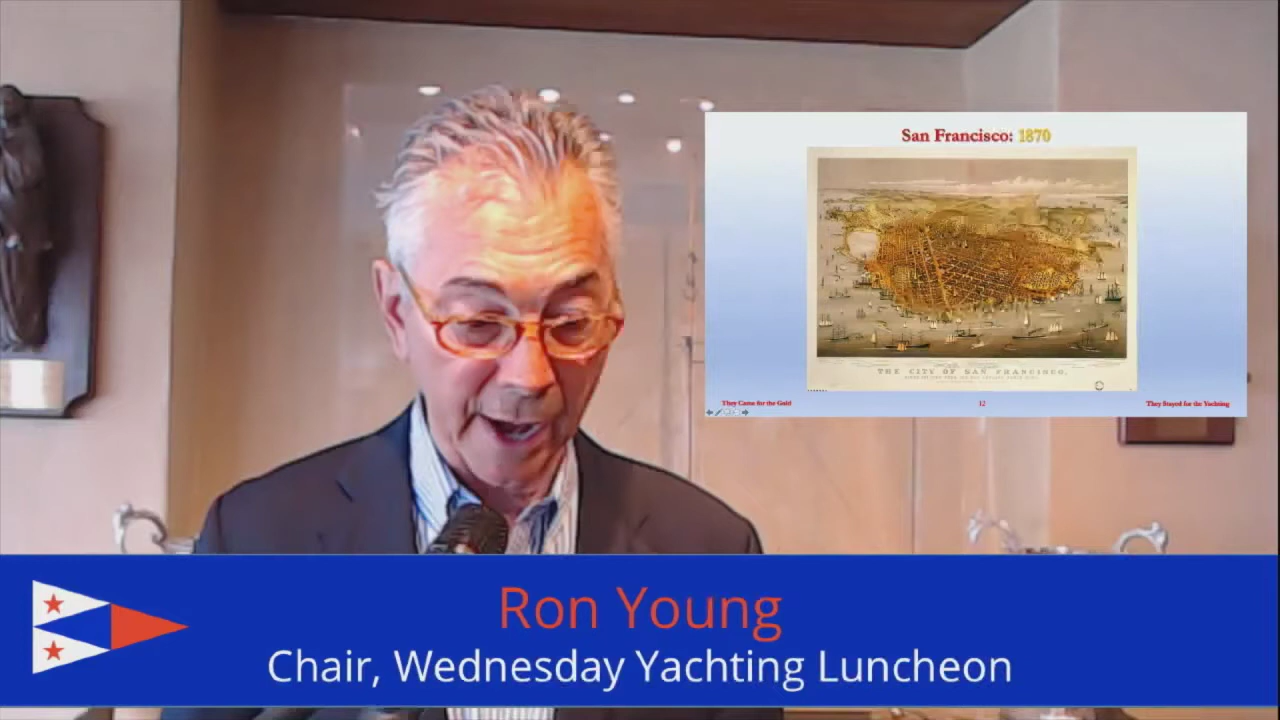 San Francisco: 1870
THE CITY OF SAN FRANCISCO,
They Came for the Gold
12
They Stayed for the Yachting
Ron Young
Chair, Wednesday Yachting Luncheon